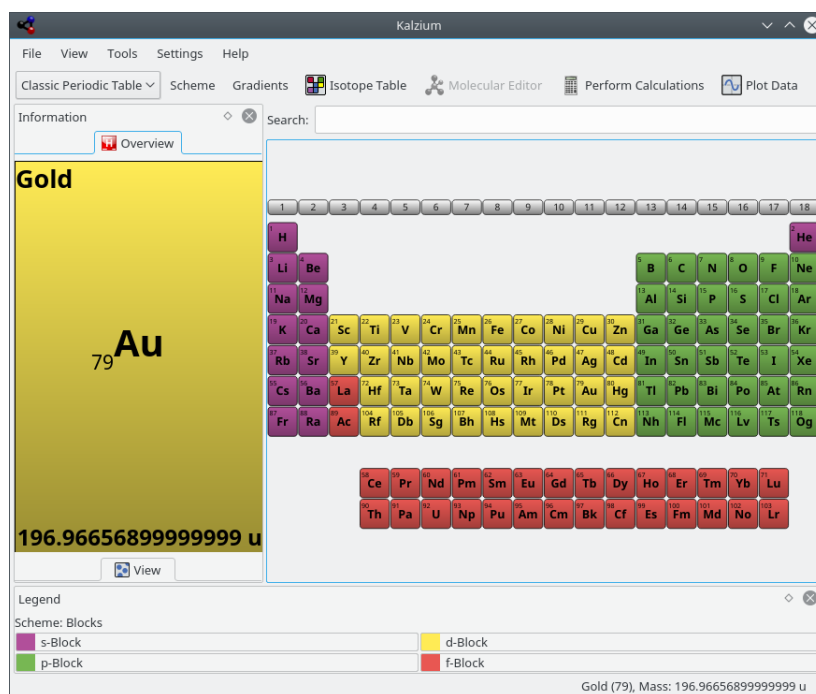 Kalzium
File View Tools Settings Help
Classic Periodic Table Scheme Gradients Isotope Table Molecular Editor Perform Calculations Plot Data
Information
Overview
Gold
79Au
196.96656899999999 u
View
Search:
1 2 3 4 5 6 7 8 9 10 11 12 13 14 15 16 17 18
1 H 2 He
3 Li 4 Be 5 B 6 C 7 N 8 O 9 F 10 Ne
11 Na 12 Mg 13 Al 14 Si 15 P 16 S 17 Cl 18 Ar
19 K 20 Ca 21 Sc 22 Ti 23 V 24 Cr 25 Mn 26 Fe 27 Co 28 Ni 29 Cu 30 Zn 31 Ga 32 Ge 33 As 34 Se 35 Br 36 Kr
37 Rb 38 Sr 39 Y 40 Zr 41 Nb 42 Mo 43 Tc 44 Ru 45 Rh 46 Pd 47 Ag 48 Cd 49 In 50 Sn 51 Sb 52 Te 53 I 54 Xe
55 Cs 56 Ba 57 La 72 Hf 73 Ta 74 W 75 Re 76 Os 77 Ir 78 Pt 79 Au 80 Hg 81 Tl 82 Pb 83 Bi 84 Po 85 At 86 Rn
87 Fr 88 Ra 89 Ac 104 Rf 105 Db 106 Sg 107 Bh 108 Hs 109 Mt 110 Ds 111 Rg 112 Cn 113 Nh 114 Fl 115 Mc 116 Lv 117 Ts 118 Og
58 Ce 59 Pr 60 Nd 61 Pm 62 Sm 63 Eu 64 Gd 65 Tb 66 Dy 67 Ho 68 Er 69 Tm 70 Yb 71 Lu
90 Th 91 Pa 92 U 93 Np 94 Pu 95 Am 96 Cm 97 Bk 98 Cf 99 Es 100 Fm 101 Md 102 No 103 Lr
Legend
Scheme: Blocks
s-Block d-Block
p-Block f-Block
Gold (79), Mass: 196.96656899999999 u